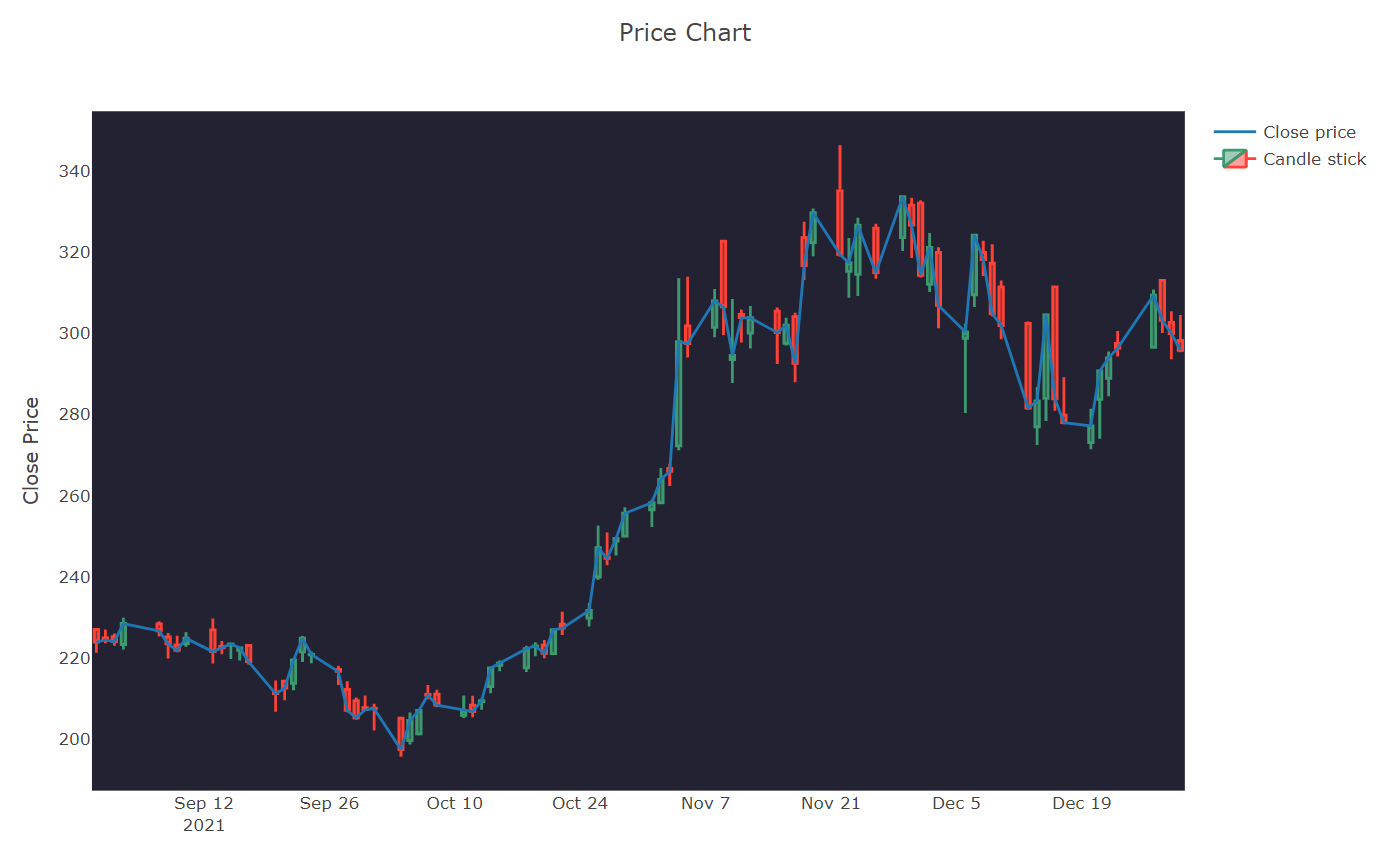 Price Chart
Close price
Candle stick
Close Price
340
320
300
280
260
240
220
200
Sep 12
2021
Sep 26
Oct 10
Oct 24
Nov 7
Nov 21
Dec 5
Dec 19